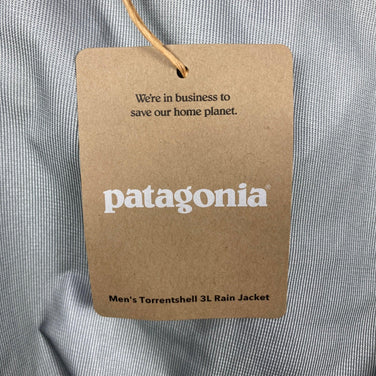 We're in business to
save our home planet.
patagonia®
Men's Torrentshell 3L Rain Jacket